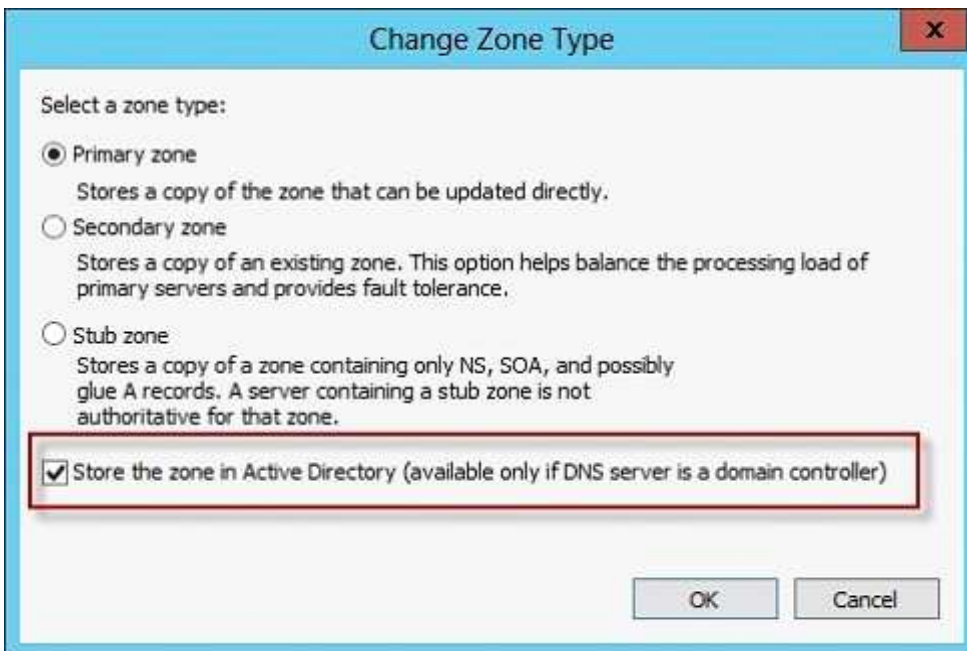 Change Zone Type
x
Select a zone type:
Primary zone
Stores a copy of the zone that can be updated directly.
Secondary zone
Stores a copy of an existing zone. This option helps balance the processing load of
primary servers and provides fault tolerance.
Stub zone
Stores a copy of a zone containing only NS, SOA, and possibly
glue A records. A server containing a stub zone is not
authoritative for that zone.
Store the zone in Active Directory (available only if DNS server is a domain controller)
OK
Cancel